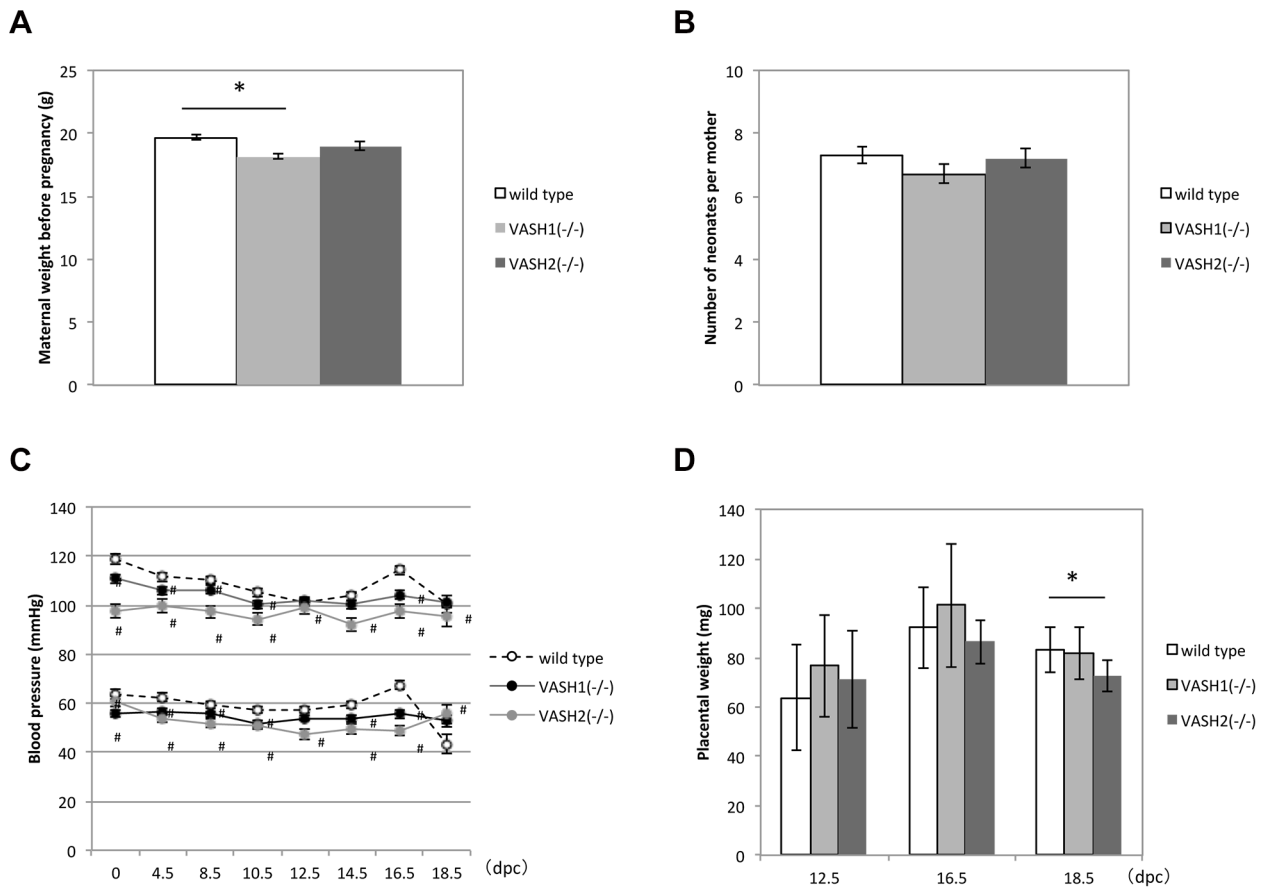 A
25
20
15
10
5
0
Maternal weight before pregnancy (g)
*
wild type
VASH1(-/-)
VASH2(-/-)
B
10
8
6
4
2
0
Number of neonates per mother
wild type
VASH1(-/-)
VASH2(-/-)
C
140
120
100
80
60
40
20
0
Blood pressure (mmHg)
# # # # # # # # # # # #
# # # # # # # # # # # # #
0 4.5 8.5 10.5 12.5 14.5 16.5 18.5 (dpc)
wild type
VASH1(-/-)
VASH2(-/-)
D
140
120
100
80
60
40
20
0
Placental weight (mg)
*
12.5 16.5 18.5 (dpc)
wild type
VASH1(-/-)
VASH2(-/-)